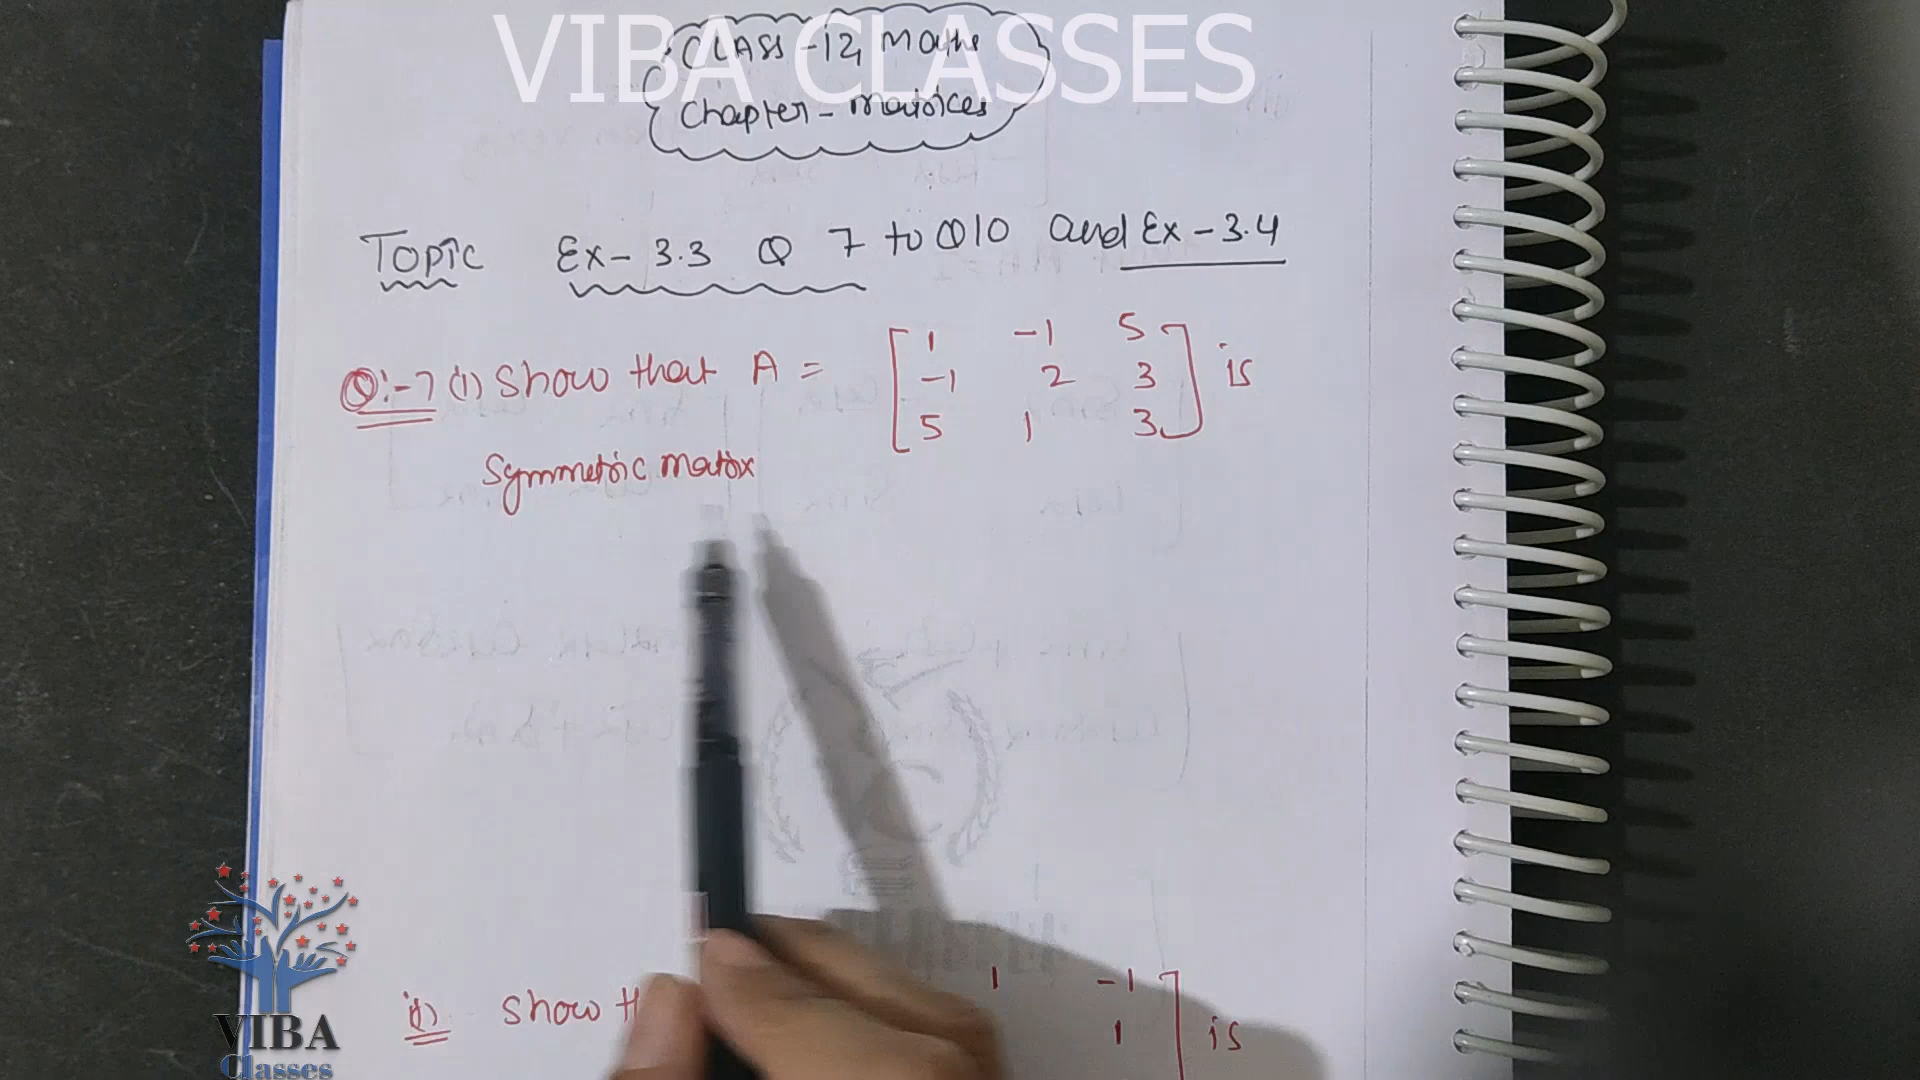 VIBA CLASSES
CLASS-12, Maths
Chapter - Matrices
Topic Ex-3.3 Q 7 to Q10 and Ex-3.4
Q:-7 (i) Show that A = [ 1 -1 5 ] is
-1 2 3
5 1 3
Symmetric matrix
(ii) Show 1 -1
1 is
VIBA
Classes